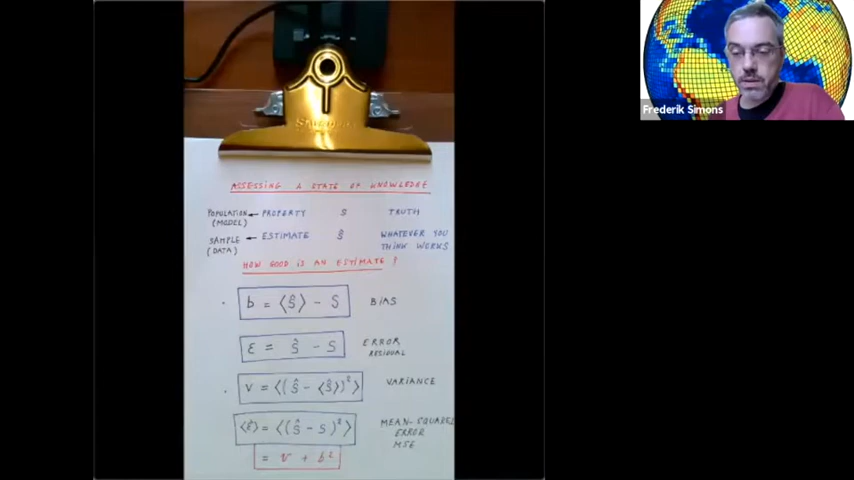 Frederik Simons
ASSESSING A STATE OF KNOWLEDGE
POPULATION ← PROPERTY S TRUTH
(MODEL)
SAMPLE ← ESTIMATE Ŝ WHATEVER YOU
(DATA) THINK WORKS
HOW GOOD IS AN ESTIMATE ?
· b = ⟨Ŝ⟩ - S BIAS
ε = Ŝ - S ERROR
RESIDUAL
· v = ⟨(Ŝ - ⟨Ŝ⟩)²⟩ VARIANCE
⟨ε²⟩ = ⟨(Ŝ - S)²⟩ MEAN-SQUARED
ERROR
MSE
= v + b²